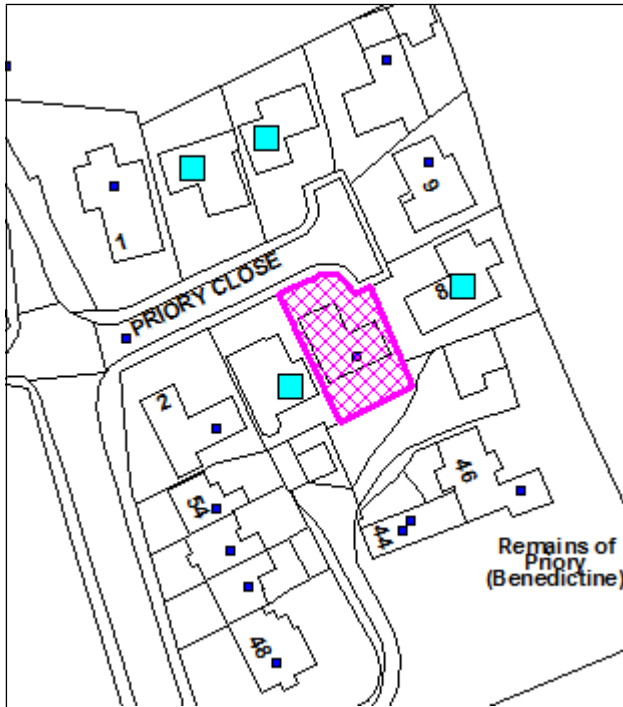 9
1
PRIORY CLOSE
8
2
46
54
44
Remains of
Priory
(Benedictine)
48